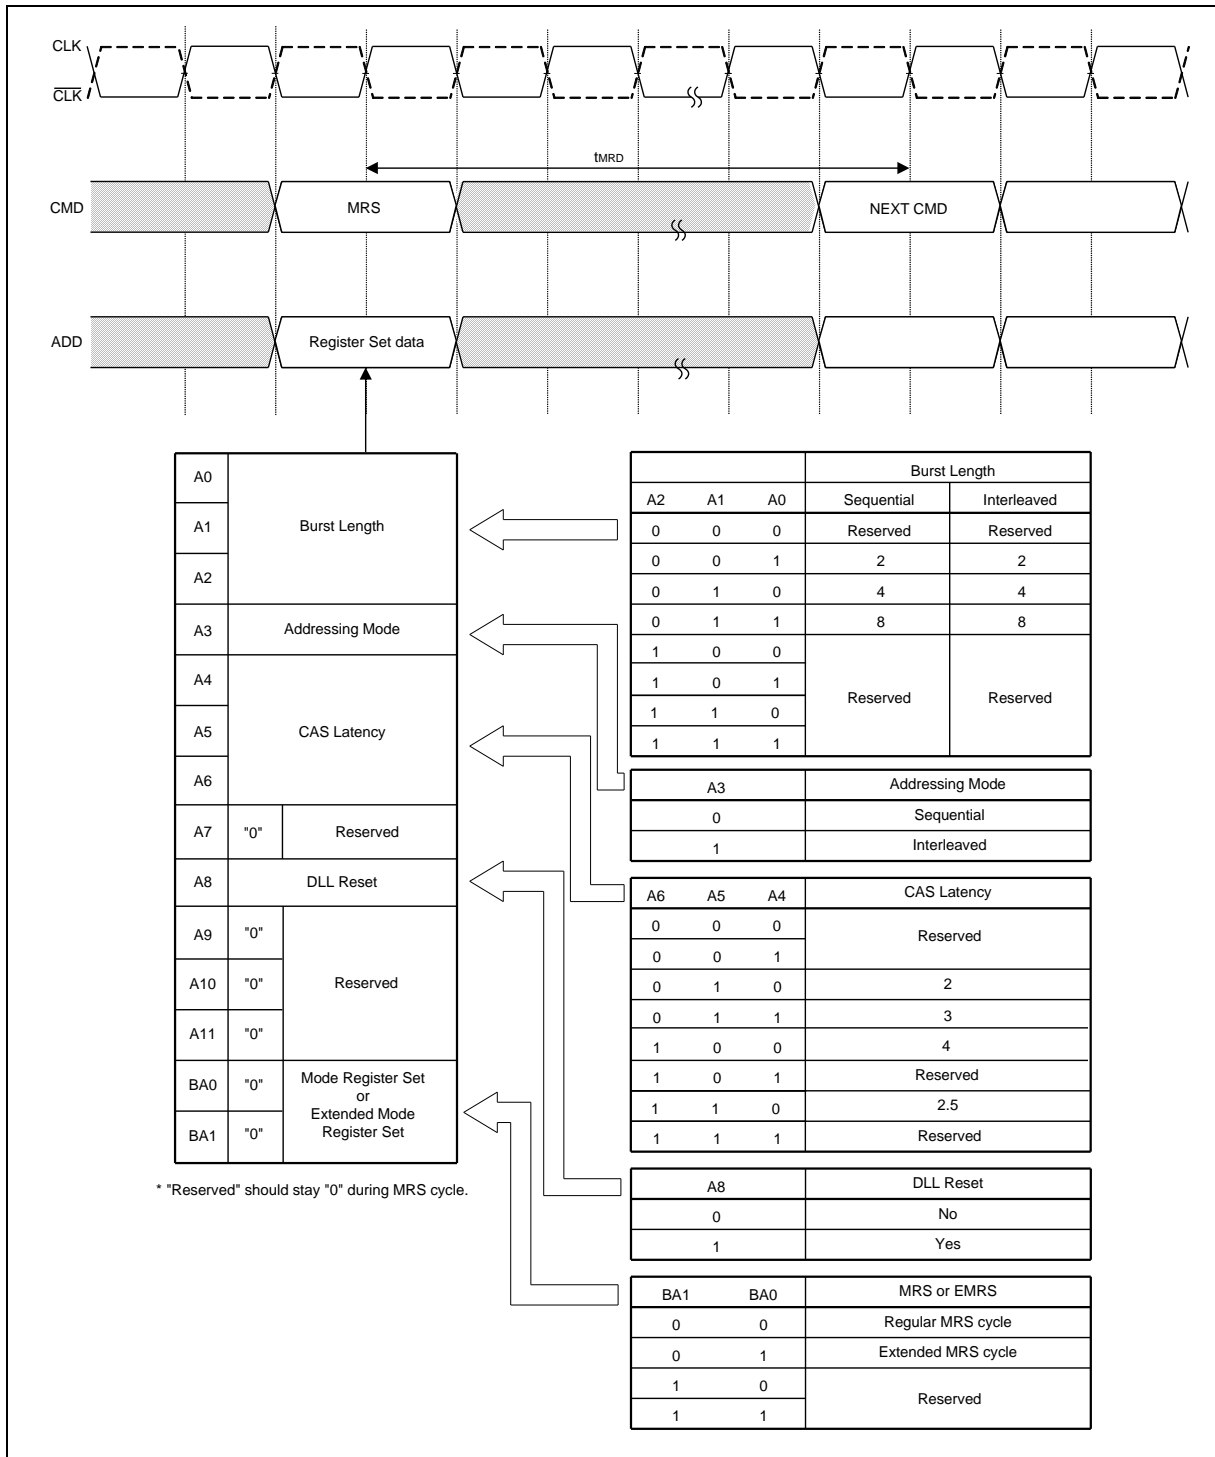 CLK
CLK
tMRD
CMD MRS NEXT CMD
ADD Register Set data
A0
A1 Burst Length
A2
A3 Addressing Mode
A4
A5 CAS Latency
A6
A7 "0" Reserved
A8 DLL Reset
A9 "0"
A10 "0" Reserved
A11 "0"
BA0 "0" Mode Register Set
or
Extended Mode
BA1 "0" Register Set
* "Reserved" should stay "0" during MRS cycle.
Burst Length
A2 A1 A0 Sequential Interleaved
0 0 0 Reserved Reserved
0 0 1 2 2
0 1 0 4 4
0 1 1 8 8
1 0 0
1 0 1 Reserved Reserved
1 1 0
1 1 1
A3 Addressing Mode
0 Sequential
1 Interleaved
A6 A5 A4 CAS Latency
0 0 0 Reserved
0 0 1
0 1 0 2
0 1 1 3
1 0 0 4
1 0 1 Reserved
1 1 0 2.5
1 1 1 Reserved
A8 DLL Reset
0 No
1 Yes
BA1 BA0 MRS or EMRS
0 0 Regular MRS cycle
0 1 Extended MRS cycle
1 0 Reserved
1 1